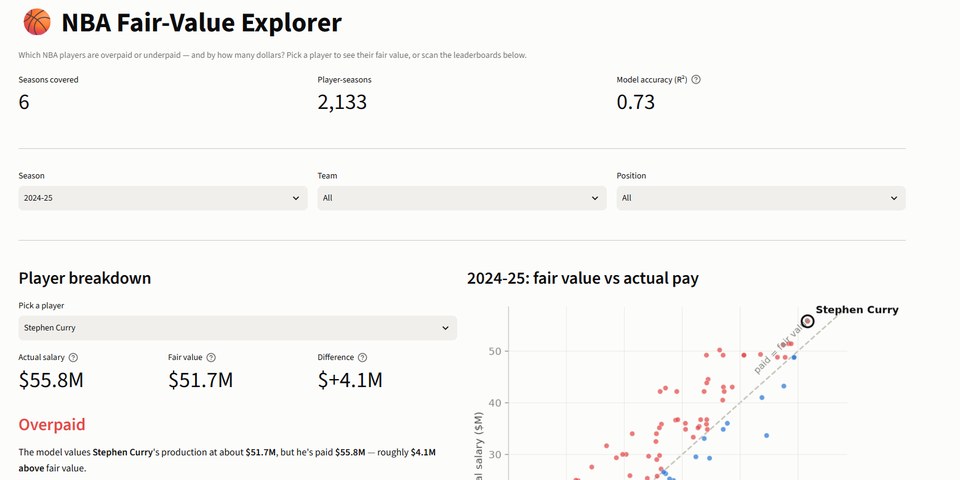 NBA Fair-Value Explorer
Which NBA players are overpaid or underpaid — and by how many dollars? Pick a player to see their fair value, or scan the leaderboards below.
Seasons covered
6
Player-seasons
2,133
Model accuracy (R²)
0.73
Season
2024-25
Team
All
Position
All
Player breakdown
Pick a player
Stephen Curry
Actual salary
$55.8M
Fair value
$51.7M
Difference
$+4.1M
Overpaid
The model values Stephen Curry's production at about $51.7M, but he's paid $55.8M — roughly $4.1M
above fair value.
2024-25: fair value vs actual pay
Stephen Curry
paid = fair
50
40
30
salary ($M)